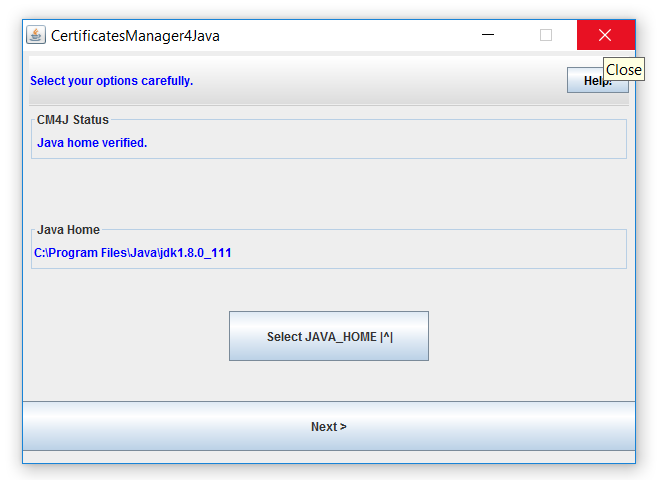 CertificatesManager4Java
Close
Select your options carefully.
Help!
CM4J Status
Java home verified.
Java Home
C:\Program Files\Java\jdk1.8.0_111
Select JAVA_HOME |^|
Next >